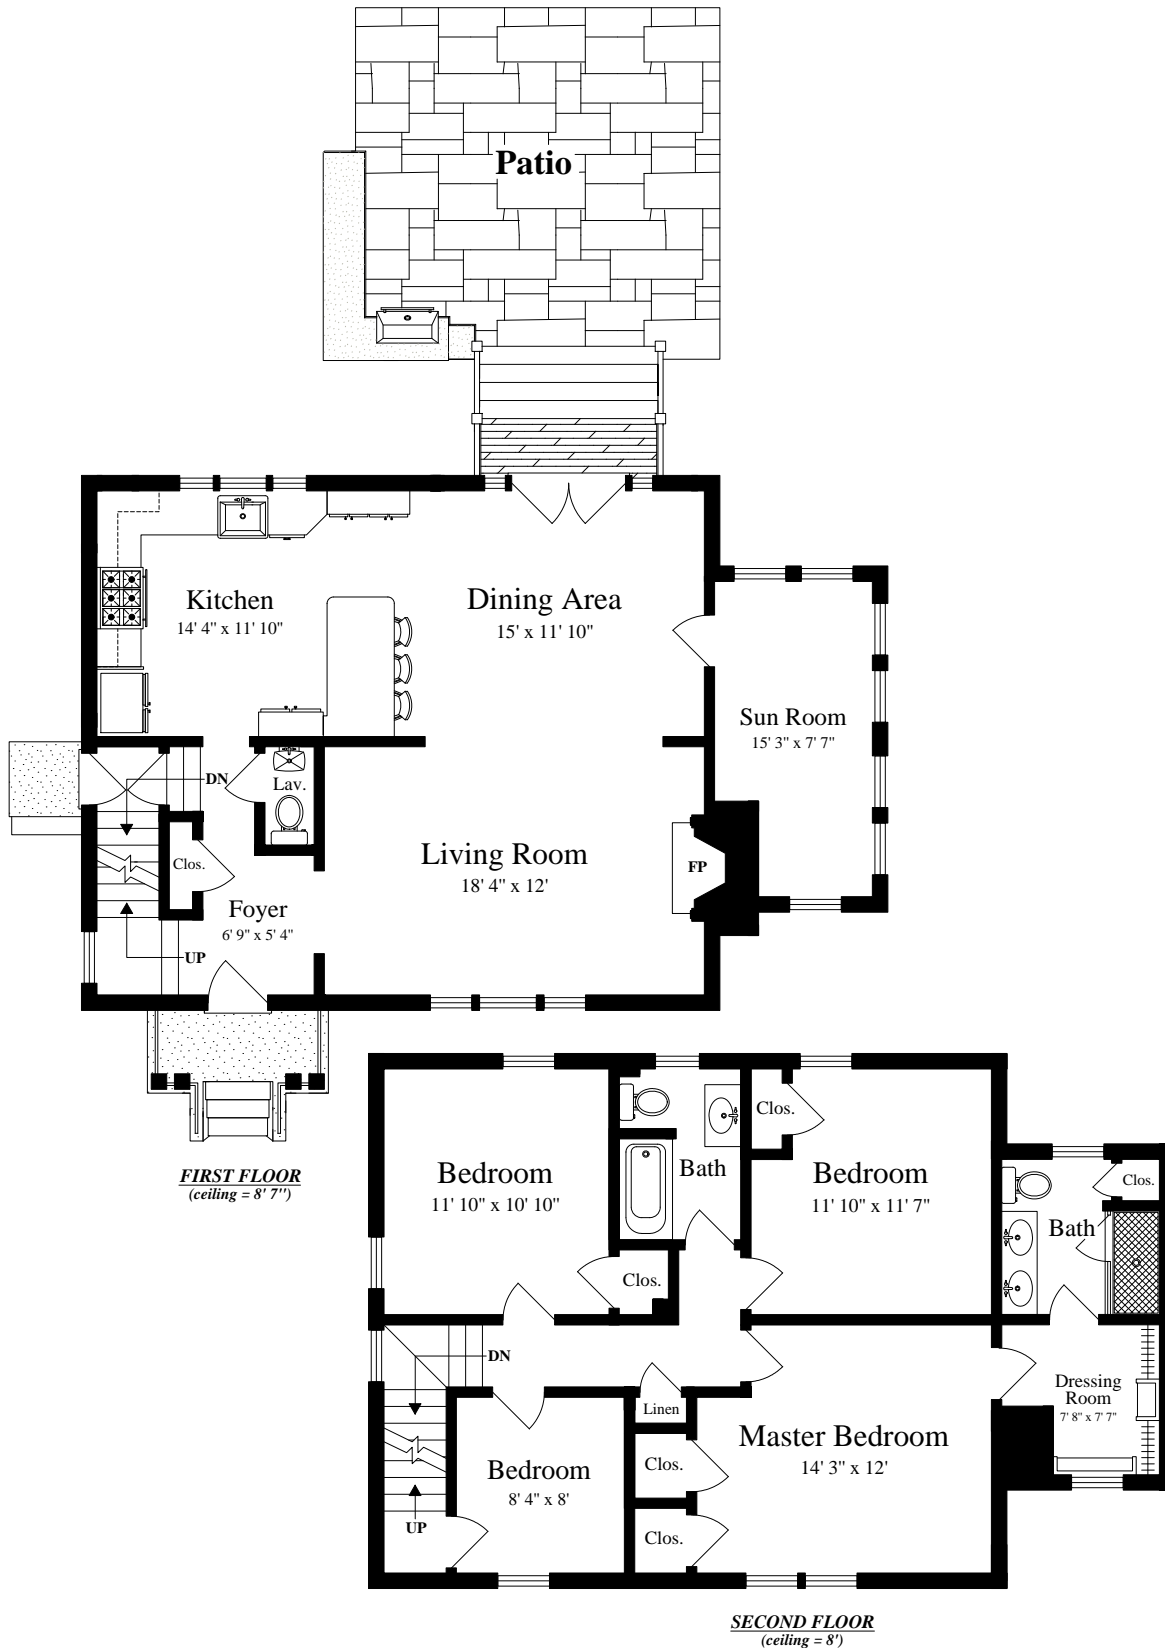 Patio
Kitchen
14' 4" x 11' 10"
Dining Area
15' x 11' 10"
Sun Room
15' 3" x 7' 7"
DN
Lav.
Clos.
Living Room
18' 4" x 12'
FP
Foyer
6' 9" x 5' 4"
UP
FIRST FLOOR
(ceiling = 8' 7")
Bedroom
11' 10" x 10' 10"
Bath
Clos.
Bedroom
11' 10" x 11' 7"
Clos.
Bath
Clos.
DN
Linen
Dressing
Room
7' 8" x 7' 7"
Master Bedroom
14' 3" x 12'
Clos.
Bedroom
8' 4" x 8'
UP
Clos.
SECOND FLOOR
(ceiling = 8')